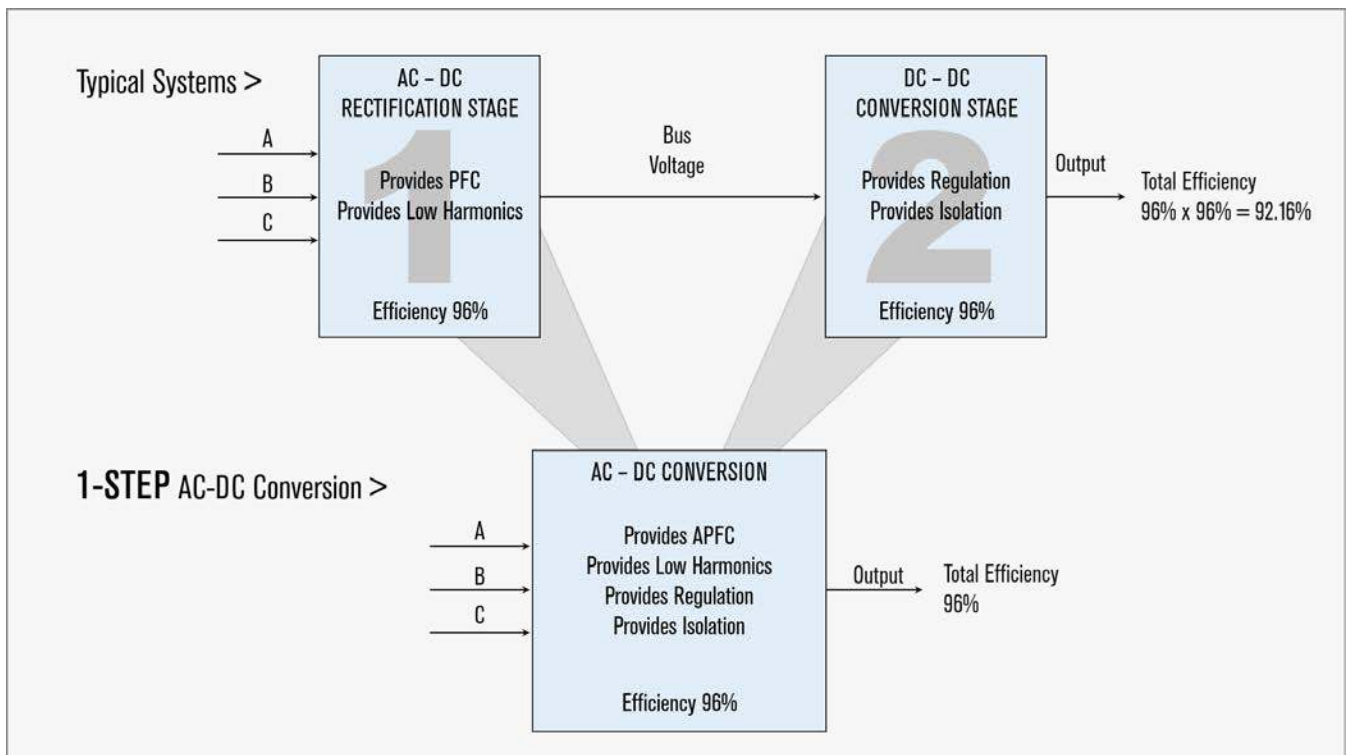 Typical Systems >
AC – DC
RECTIFICATION STAGE
1
Provides PFC
Provides Low Harmonics
Efficiency 96%
A
B
C
Bus
Voltage
DC – DC
CONVERSION STAGE
2
Provides Regulation
Provides Isolation
Efficiency 96%
Output
Total Efficiency
96% x 96% = 92.16%
1-STEP AC-DC Conversion >
A
B
C
AC – DC CONVERSION
Provides APFC
Provides Low Harmonics
Provides Regulation
Provides Isolation
Efficiency 96%
Output
Total Efficiency
96%